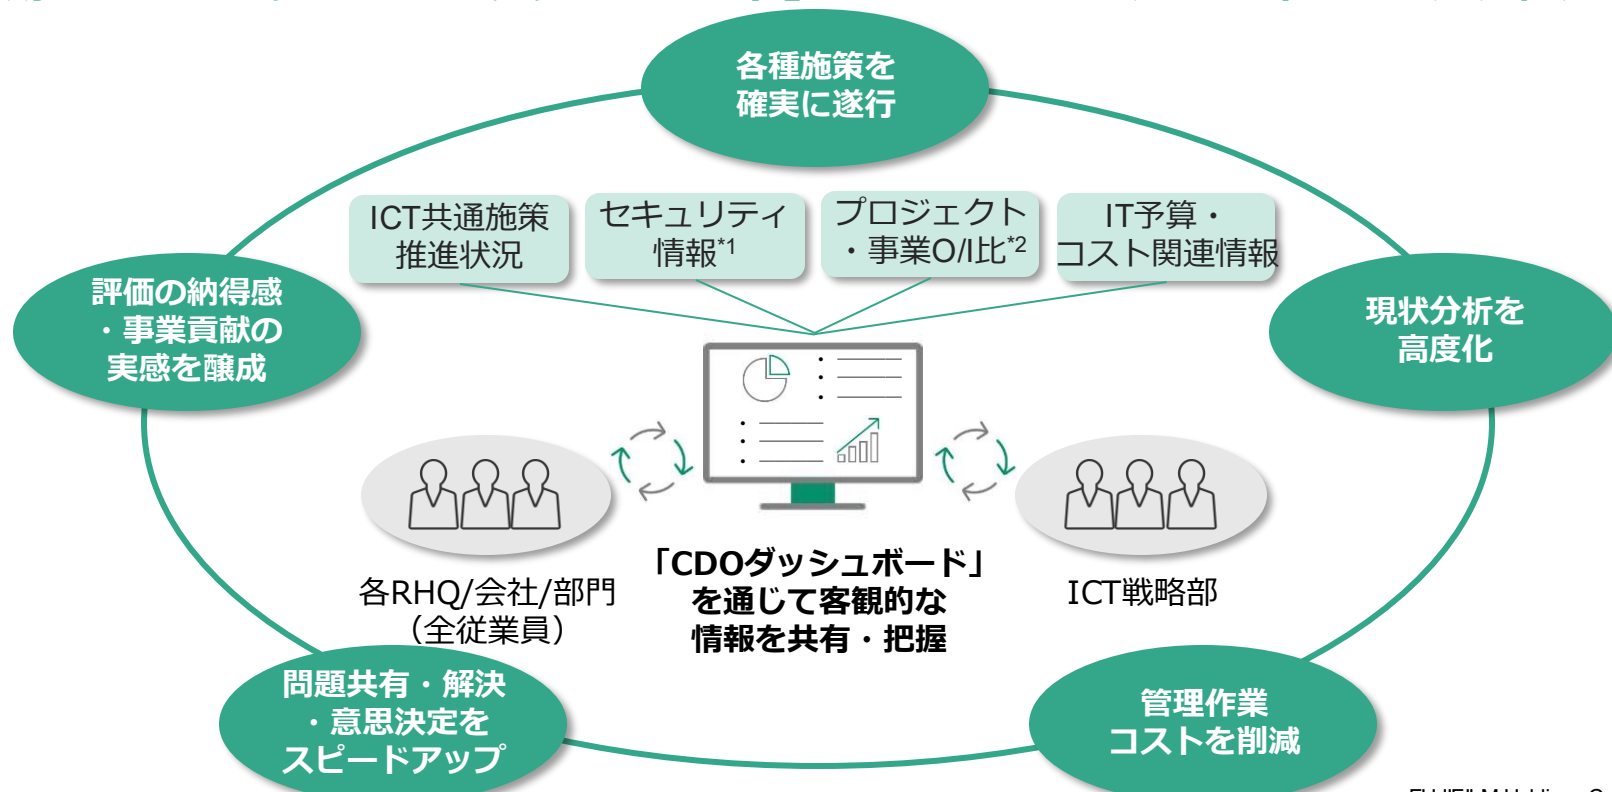 各種施策を
確実に遂行
ICT共通施策
推進状況
セキュリティ
情報*1
プロジェクト
・事業O/I比*2
IT予算・
コスト関連情報
評価の納得感
・事業貢献の
実感を醸成
現状分析を
高度化
各RHQ/会社/部門
（全従業員）
「CDOダッシュボード」
を通じて客観的な
情報を共有・把握
ICT戦略部
問題共有・解決
・意思決定を
スピードアップ
管理作業
コストを削減